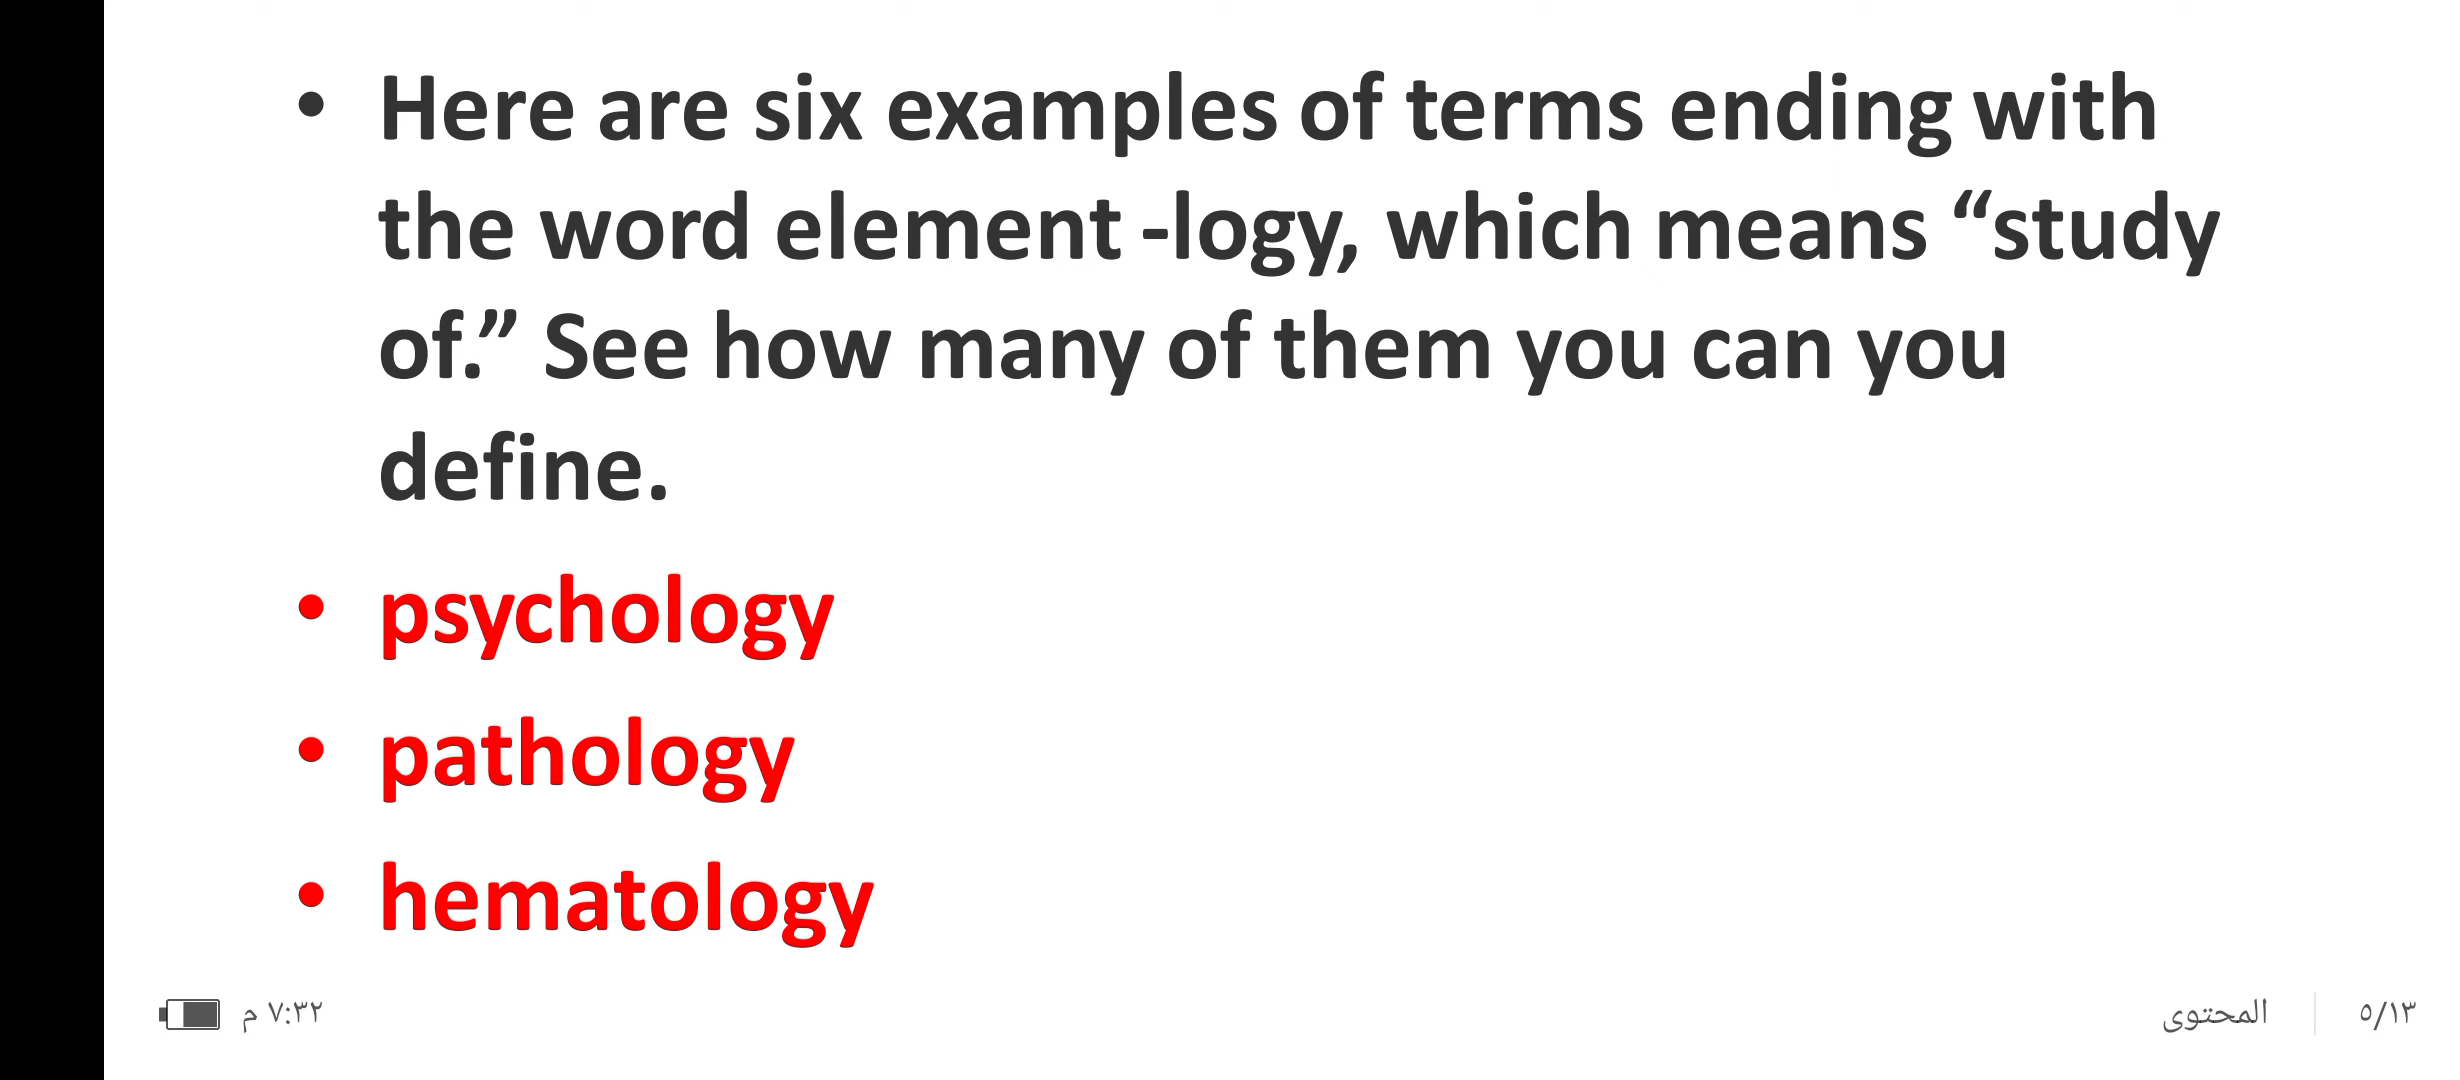 • Here are six examples of terms ending with
the word element -logy, which means “study
of.” See how many of them you can you
define.
• psychology
• pathology
• hematology
٧:٣٢ م
المحتوى
٥/١٣